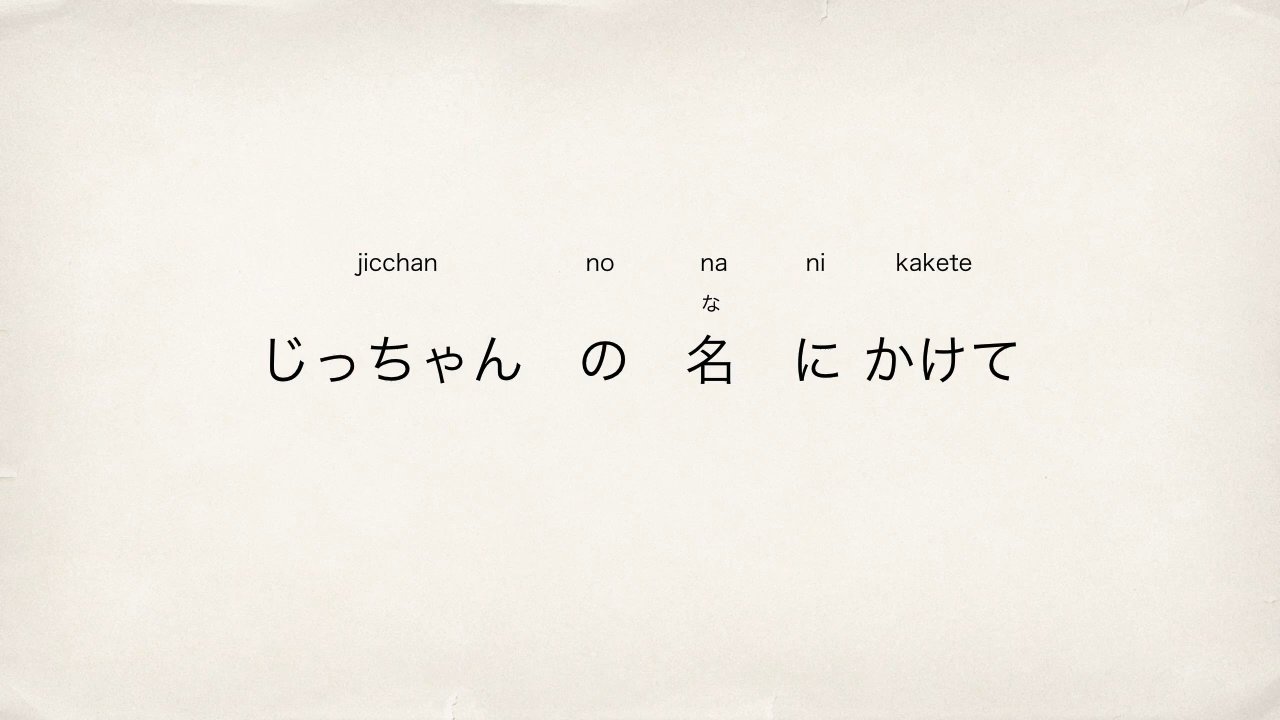 jicchan no na ni kakete
な
じっちゃん の 名 に かけて